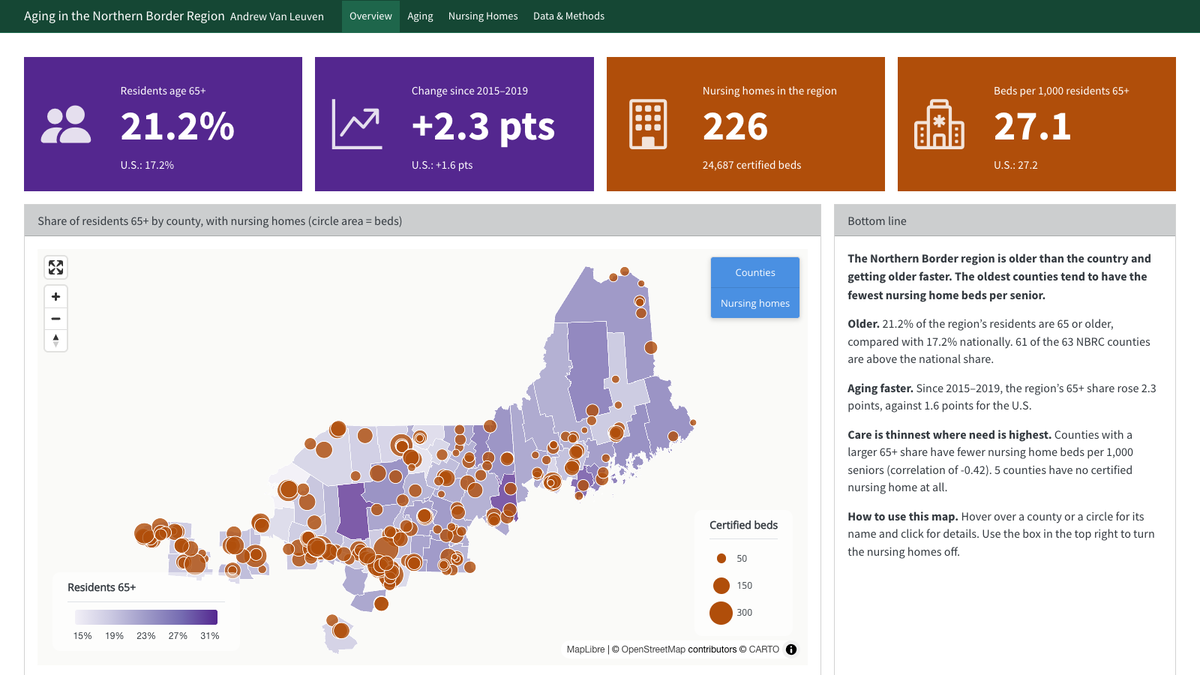 Aging in the Northern Border Region Andrew Van Leuven Overview Aging Nursing Homes Data & Methods
Residents age 65+
21.2%
U.S.: 17.2%
Change since 2015–2019
+2.3 pts
U.S.: +1.6 pts
Nursing homes in the region
226
24,687 certified beds
Beds per 1,000 residents 65+
27.1
U.S.: 27.2
Share of residents 65+ by county, with nursing homes (circle area = beds)
Counties
Nursing homes
Certified beds
50
150
300
Residents 65+
15% 19% 23% 27% 31%
MapLibre | © OpenStreetMap contributors © CARTO
Bottom line
The Northern Border region is older than the country and
getting older faster. The oldest counties tend to have the
fewest nursing home beds per senior.
Older. 21.2% of the region's residents are 65 or older,
compared with 17.2% nationally. 61 of the 63 NBRC counties
are above the national share.
Aging faster. Since 2015–2019, the region's 65+ share rose 2.3
points, against 1.6 points for the U.S.
Care is thinnest where need is highest. Counties with a
larger 65+ share have fewer nursing home beds per 1,000
seniors (correlation of -0.42). 5 counties have no certified
nursing home at all.
How to use this map. Hover over a county or a circle for its
name and click for details. Use the box in the top right to turn
the nursing homes off.